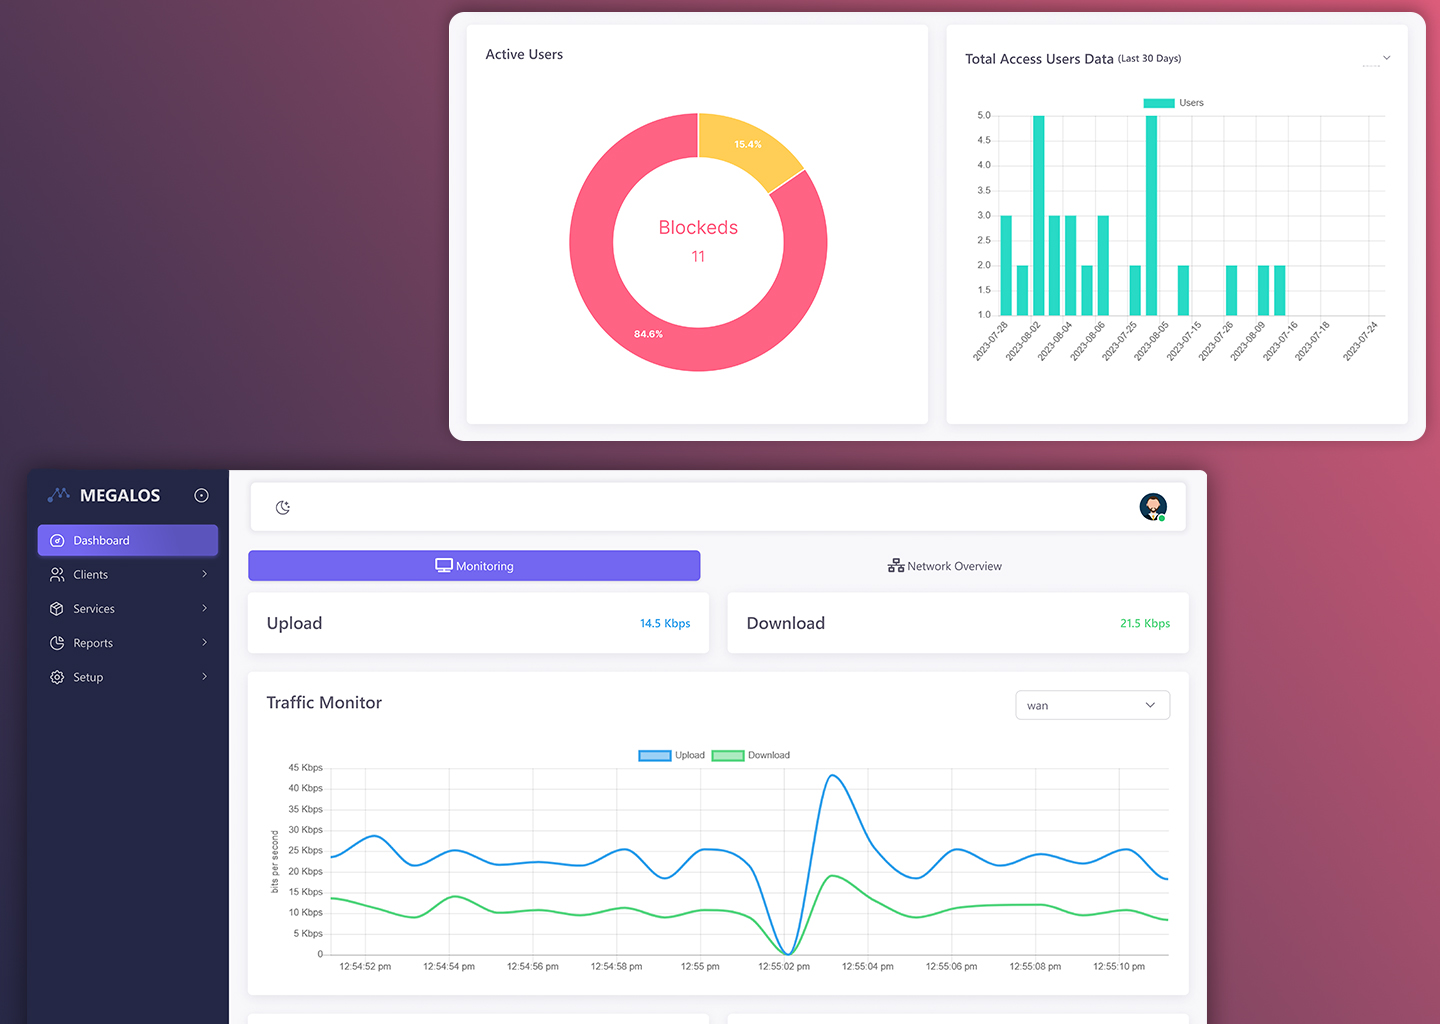 Active Users
15.4%
Blockeds
11
84.6%
Total Access Users Data (Last 30 Days)
Users
5.0
4.5
4.0
3.5
3.0
2.5
2.0
1.5
1.0
2023-07-28
2023-08-02
2023-08-04
2023-08-06
2023-07-25
2023-08-05
2023-07-15
2023-07-26
2023-08-09
2023-07-16
2023-07-18
2023-07-24
MEGALOS
Dashboard
Clients
Services
Reports
Setup
Monitoring
Network Overview
Upload
14.5 Kbps
Download
21.5 Kbps
Traffic Monitor
wan
Upload
Download
bits per second
45 Kbps
40 Kbps
35 Kbps
30 Kbps
25 Kbps
20 Kbps
15 Kbps
10 Kbps
5 Kbps
0
12:54:52 pm
12:54:54 pm
12:54:56 pm
12:54:58 pm
12:55 pm
12:55:02 pm
12:55:04 pm
12:55:06 pm
12:55:08 pm
12:55:10 pm